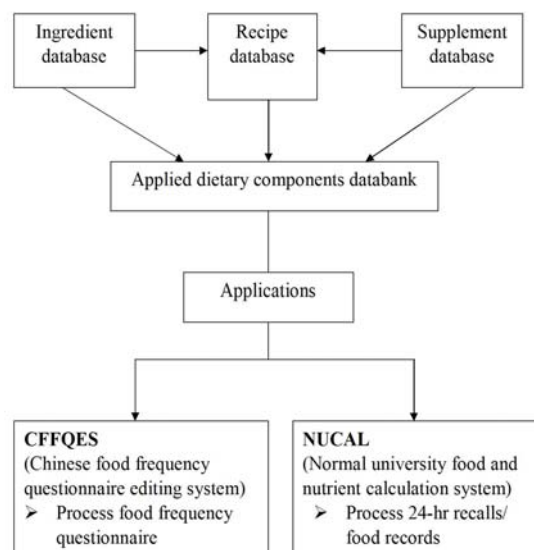 Ingredient
database
Recipe
database
Supplement
database
Applied dietary components databank
Applications
CFFQES
(Chinese food frequency
questionnaire editing system)
➢ Process food frequency
questionnaire
NUCAL
(Normal university food and
nutrient calculation system)
➢ Process 24-hr recalls/
food records